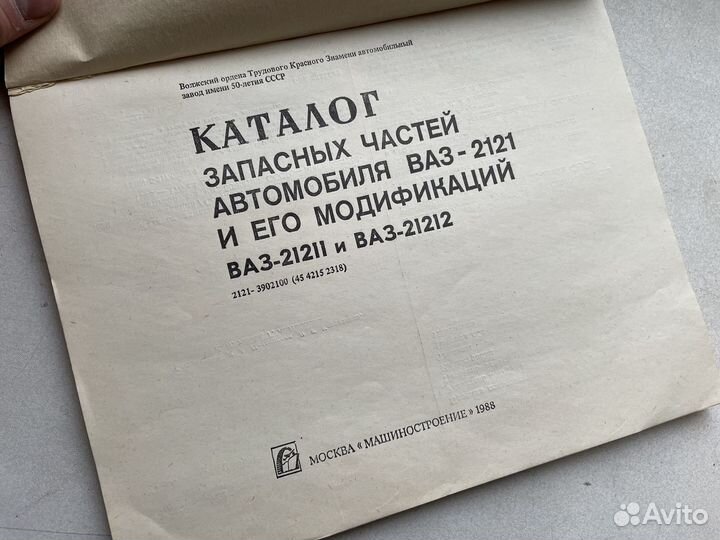 Волжский ордена Трудового Красного Знамени автомобильный
завод имени 50-летия СССР
КАТАЛОГ
ЗАПАСНЫХ ЧАСТЕЙ
АВТОМОБИЛЯ ВАЗ-2121
И ЕГО МОДИФИКАЦИЙ
ВАЗ-21211 и ВАЗ-21212
2121-3902100 (45 4215 2318)
МОСКВА «МАШИНОСТРОЕНИЕ» 1988
Avito